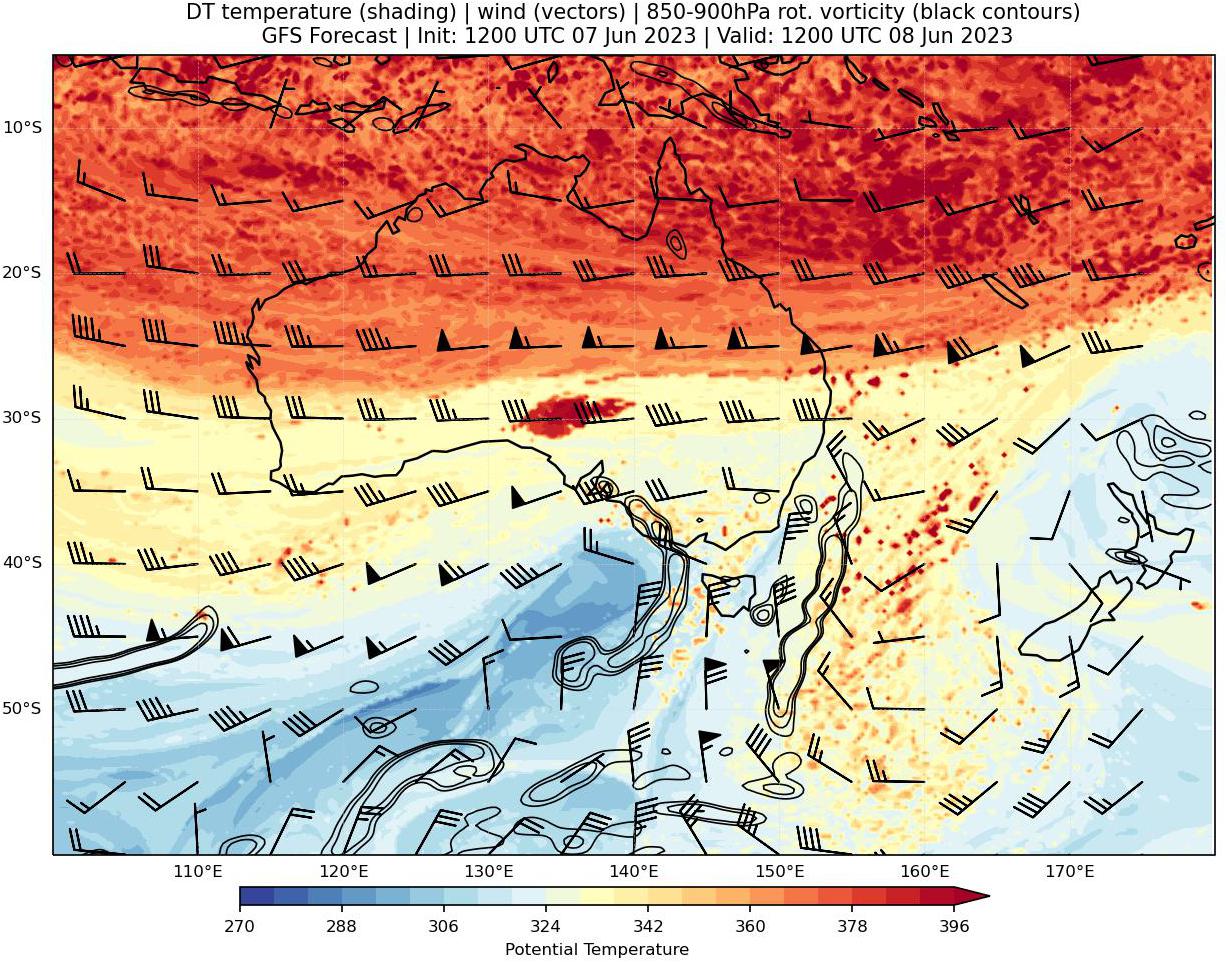 DT temperature (shading) | wind (vectors) | 850-900hPa rot. vorticity (black contours)
GFS Forecast | Init: 1200 UTC 07 Jun 2023 | Valid: 1200 UTC 08 Jun 2023
10°S
20°S
30°S
40°S
50°S
110°E 120°E 130°E 140°E 150°E 160°E 170°E
270 288 306 324 342 360 378 396
Potential Temperature